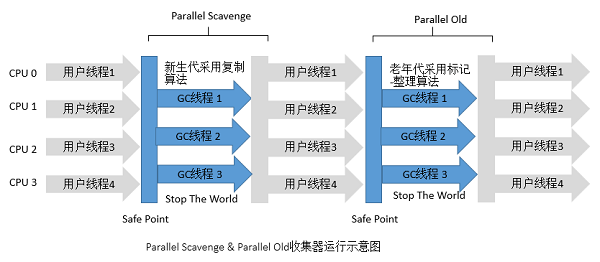 Parallel Scavenge
Parallel Old
CPU 0
用户线程1
新生代采用复制
算法
用户线程1
老年代采用标记
-整理算法
用户线程1
CPU 1
用户线程2
GC线程 1
用户线程2
GC线程 1
用户线程2
CPU 2
用户线程3
GC线程 2
用户线程3
GC线程 2
用户线程3
CPU 3
用户线程4
GC线程 3
用户线程4
GC线程 3
用户线程4
Stop The World
Stop The World
Safe Point
Safe Point
Parallel Scavenge & Parallel Old收集器运行示意图